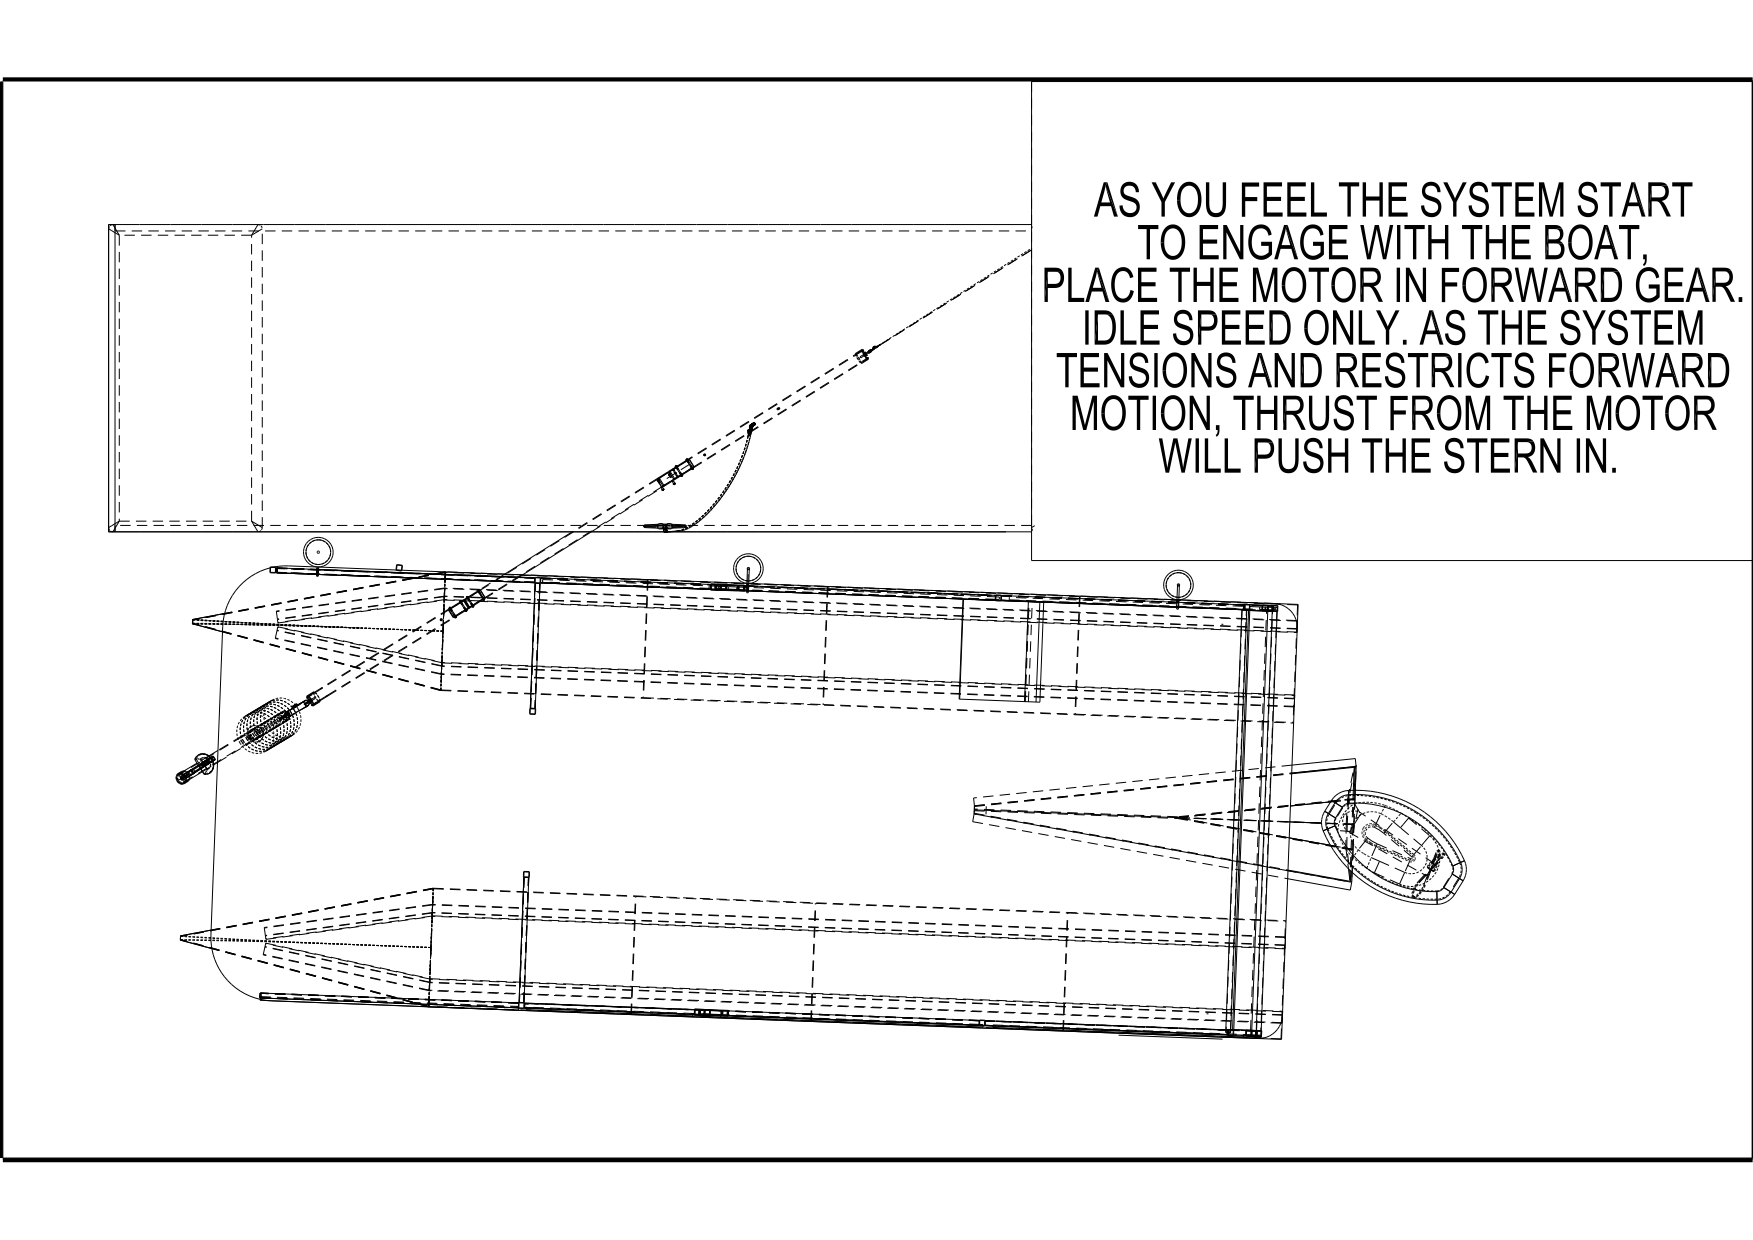 AS YOU FEEL THE SYSTEM START
TO ENGAGE WITH THE BOAT,
PLACE THE MOTOR IN FORWARD GEAR.
IDLE SPEED ONLY. AS THE SYSTEM
TENSIONS AND RESTRICTS FORWARD
MOTION, THRUST FROM THE MOTOR
WILL PUSH THE STERN IN.